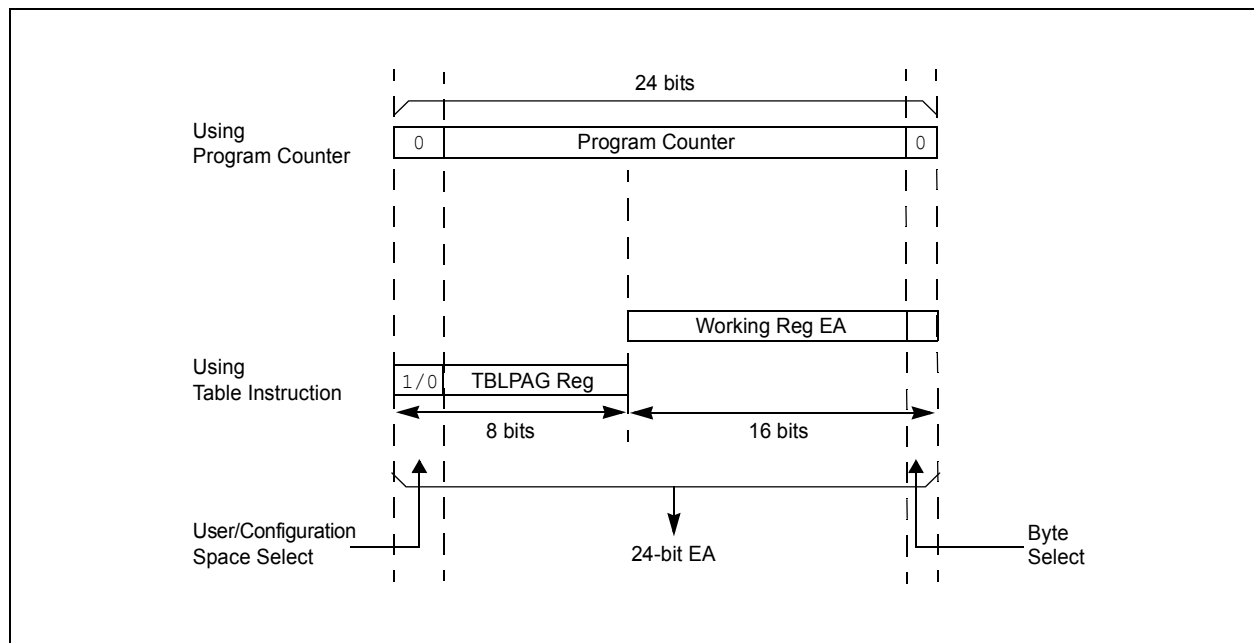 24 bits
Using
Program Counter
0
Program Counter
0
Working Reg EA
Using
Table Instruction
1/0
TBLPAG Reg
8 bits
16 bits
User/Configuration
Space Select
24-bit EA
Byte
Select